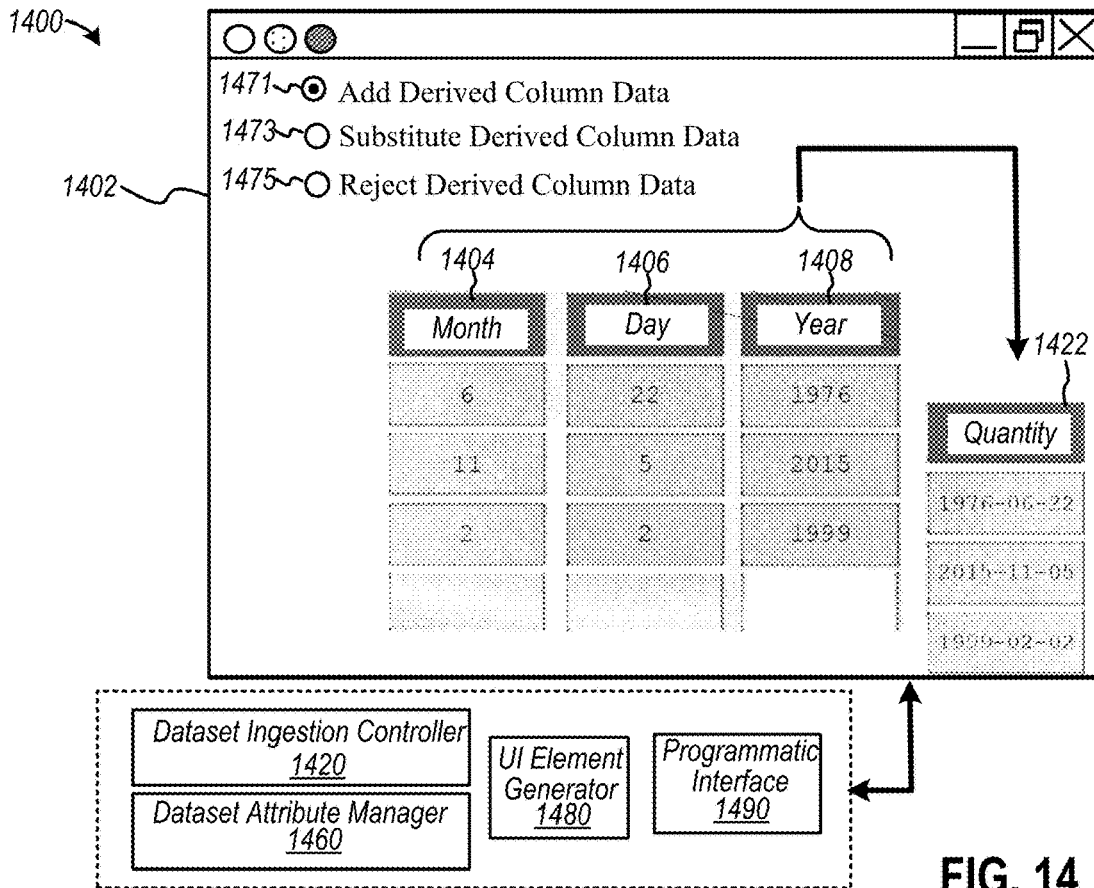 1400
1471 Add Derived Column Data
1473 Substitute Derived Column Data
1402
1475 Reject Derived Column Data
1404 1406 1408
Month Day Year
1422
6 22 1976
Quantity
11 5 2015
1976-06-22
2 2 1999
2015-11-05
1999-02-02
Dataset Ingestion Controller
1420
Dataset Attribute Manager
1460
UI Element
Generator
1480
Programmatic
Interface
1490
FIG. 14